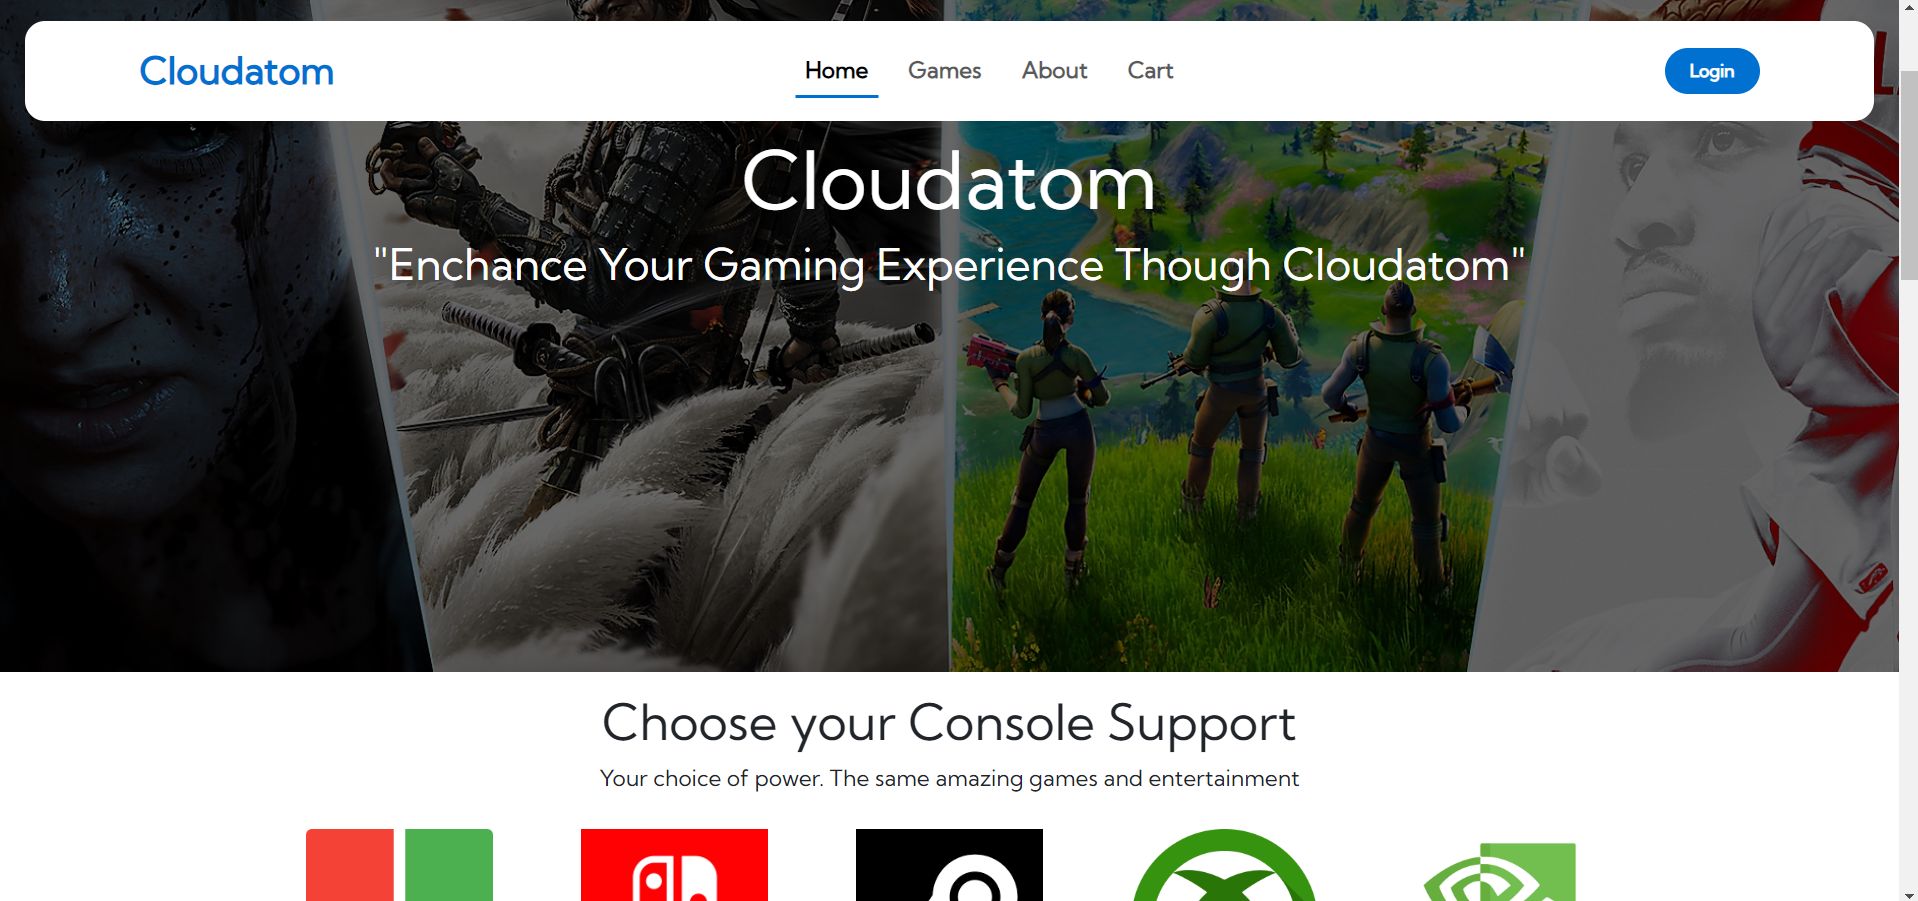 Cloudatom
Home Games About Cart
Login
Cloudatom
"Enchance Your Gaming Experience Though Cloudatom"
Choose your Console Support
Your choice of power. The same amazing games and entertainment